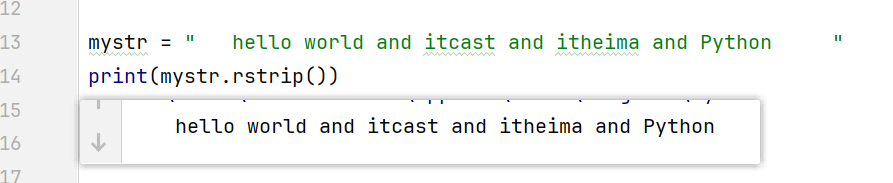 12
13 mystr = "   hello world and itcast and itheima and Python     "
14 print(mystr.rstrip())
15
hello world and itcast and itheima and Python
16
17